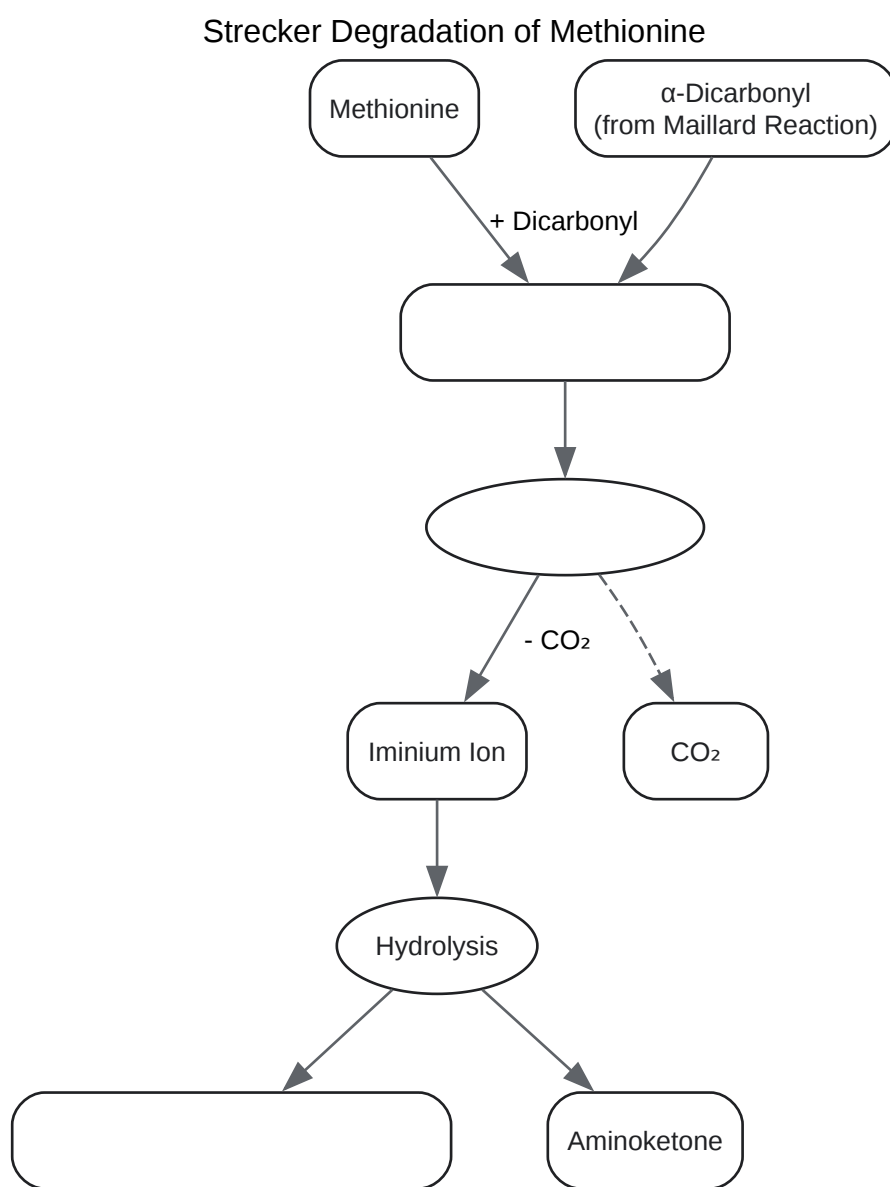 Strecker Degradation of Methionine
Methionine
α-Dicarbonyl
(from Maillard Reaction)
+ Dicarbonyl
- CO₂
Iminium Ion
CO₂
Hydrolysis
Aminoketone